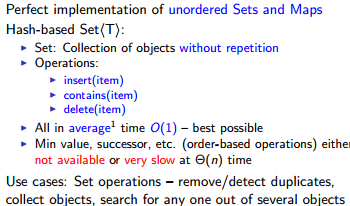 Perfect implementation of unordered Sets and Maps
Hash-based Set⟨T⟩:
▶ Set: Collection of objects without repetition
▶ Operations:
▶ insert(item)
▶ contains(item)
▶ delete(item)
▶ All in average¹ time O(1) – best possible
▶ Min value, successor, etc. (order-based operations) either
not available or very slow at Θ(n) time
Use cases: Set operations – remove/detect duplicates,
collect objects, search for any one out of several objects